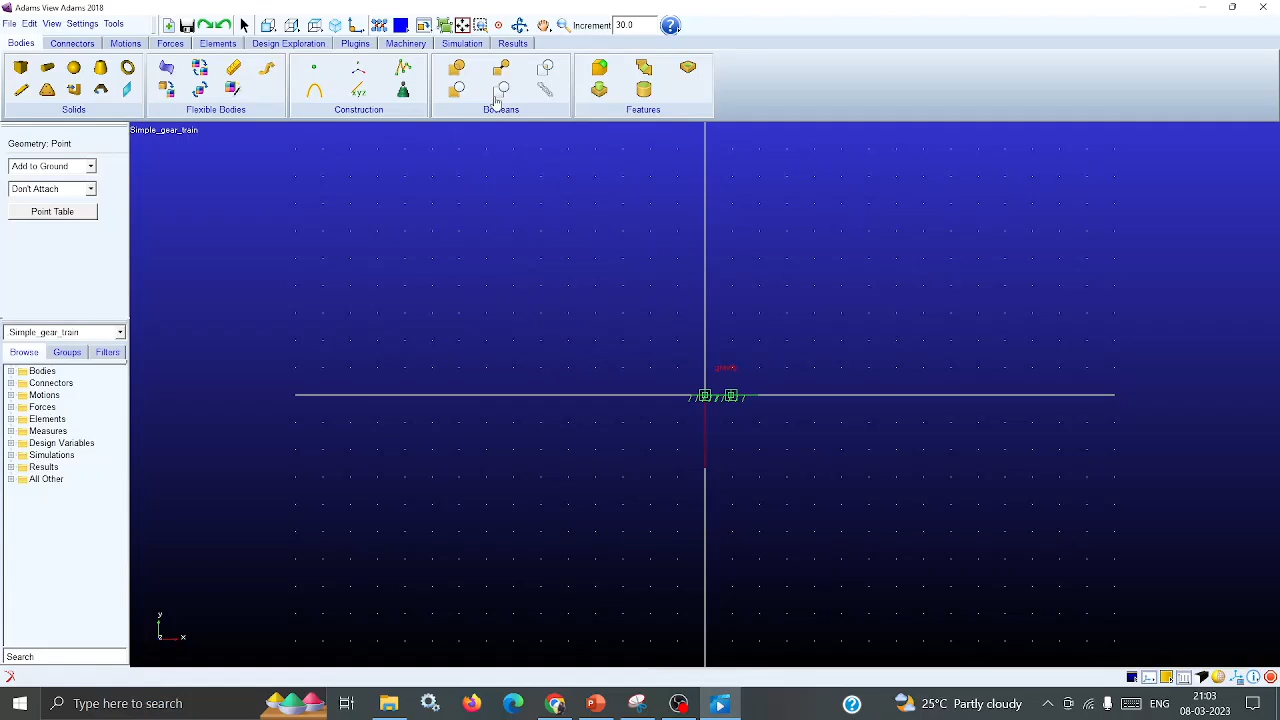 Adams View Adams 2018
File Edit View Settings Tools
Increment 30.0
Bodies Connectors Motions Forces Elements Design Exploration Plugins Machinery Simulation Results
Solids Flexible Bodies Construction Booleans Features
Simple_gear_train
Geometry: Point
Add to Ground
Don't Attach
Point Table
Simple_gear_train
Browse Groups Filters
Bodies
Connectors
Motions
Forces
Elements
Measures
Design Variables
Simulations
Results
All Other
y
x
Search
Type here to search
25°C Partly cloudy
ENG
21:03
08-03-2023